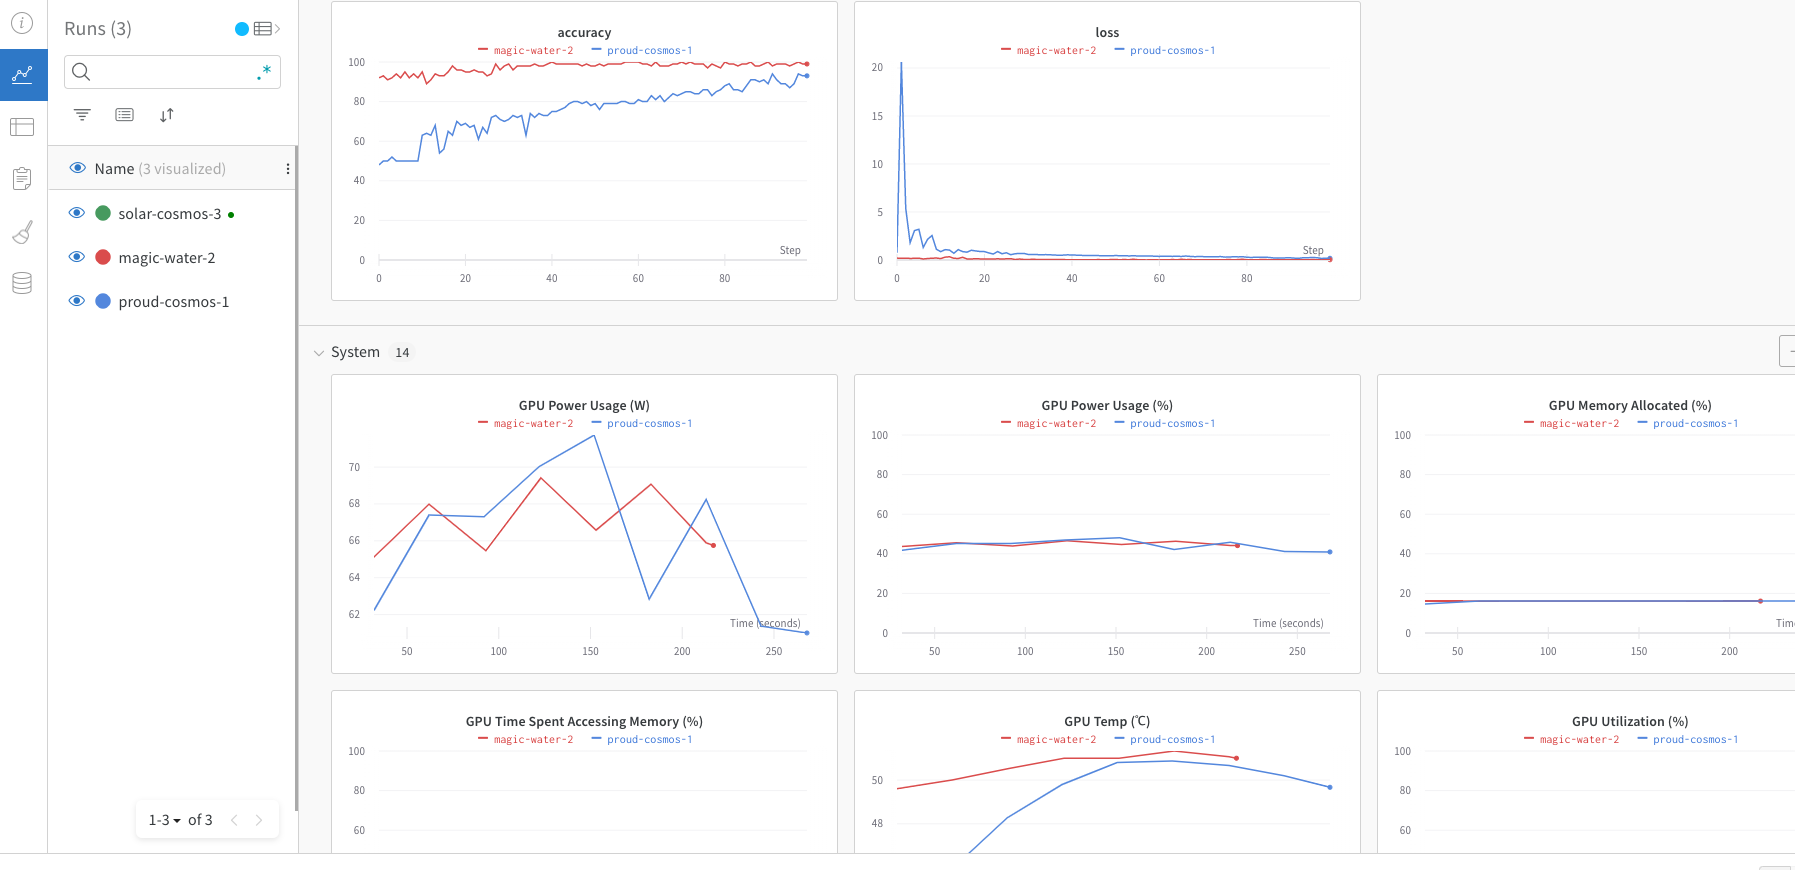 Runs (3)
.*
Name (3 visualized)
solar-cosmos-3
magic-water-2
proud-cosmos-1
1-3 of 3
accuracy
magic-water-2 proud-cosmos-1
100
80
60
40
20
0
Step
0 20 40 60 80
loss
magic-water-2 proud-cosmos-1
20
15
10
5
0
Step
0 20 40 60 80
System 14
GPU Power Usage (W)
magic-water-2 proud-cosmos-1
70
68
66
64
62
Time (seconds)
50 100 150 200 250
GPU Power Usage (%)
magic-water-2 proud-cosmos-1
100
80
60
40
20
0
Time (seconds)
50 100 150 200 250
GPU Memory Allocated (%)
magic-water-2 proud-cosmos-1
100
80
60
40
20
0
50 100 150 200
GPU Time Spent Accessing Memory (%)
magic-water-2 proud-cosmos-1
100
80
60
GPU Temp (℃)
magic-water-2 proud-cosmos-1
50
48
GPU Utilization (%)
magic-water-2 proud-cosmos-1
100
80
60